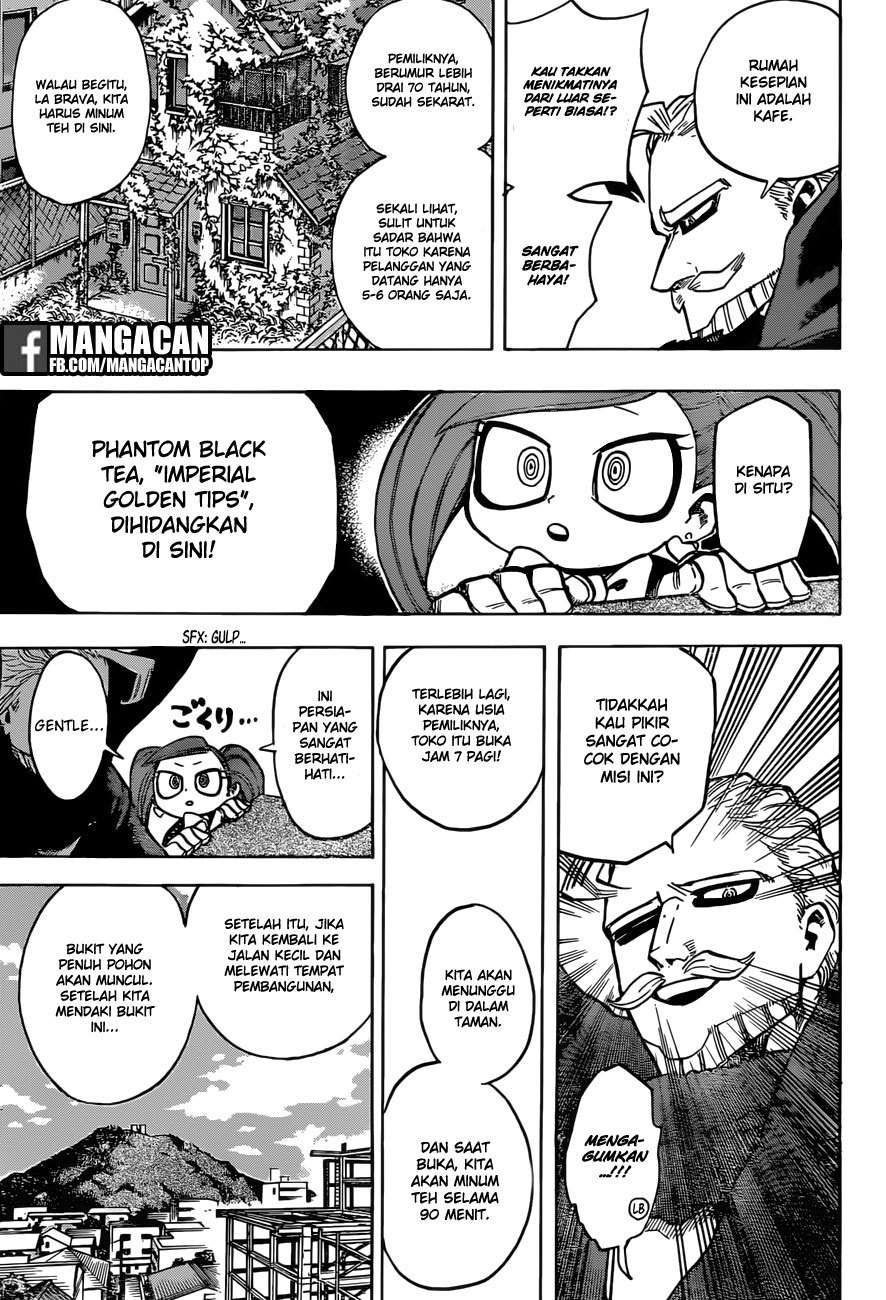 RUMAH
KESEPIAN
INI ADALAH
KAFE.
KAU TAKKAN
MENIKMATINYA
DARI LUAR SE-
PERTI BIASA!?
SANGAT
BERBA-
HAYA!
PEMILIKNYA,
BERUMUR LEBIH
DRAI 70 TAHUN,
SUDAH SEKARAT.
SEKALI LIHAT,
SULIT UNTUK
SADAR BAHWA
ITU TOKO KARENA
PELANGGAN YANG
DATANG HANYA
5-6 ORANG SAJA.
WALAU BEGITU,
LA BRAVA, KITA
HARUS MINUM
TEH DI SINI.
f MANGACAN
FB.COM/MANGACANTOP
KENAPA
DI SITU?
PHANTOM BLACK
TEA, "IMPERIAL
GOLDEN TIPS",
DIHIDANGKAN
DI SINI!
TIDAKKAH
KAU PIKIR
SANGAT CO-
COK DENGAN
MISI INI?
MENGA-
GUMKAN
...!!!
LB
TERLEBIH LAGI,
KARENA USIA
PEMILIKNYA,
TOKO ITU BUKA
JAM 7 PAGI!
KITA AKAN
MENUNGGU
DI DALAM
TAMAN.
DAN SAAT
BUKA, KITA
AKAN MINUM
TEH SELAMA
90 MENIT.
SFX: GULP...
INI
PERSIA-
PAN YANG
SANGAT
BERHATI-
HATI...
ごくり...
GENTLE...
SETELAH ITU, JIKA
KITA KEMBALI KE
JALAN KECIL DAN
MELEWATI TEMPAT
PEMBANGUNAN,
BUKIT YANG
PENUH POHON
AKAN MUNCUL.
SETELAH KITA
MENDAKI BUKIT
INI...